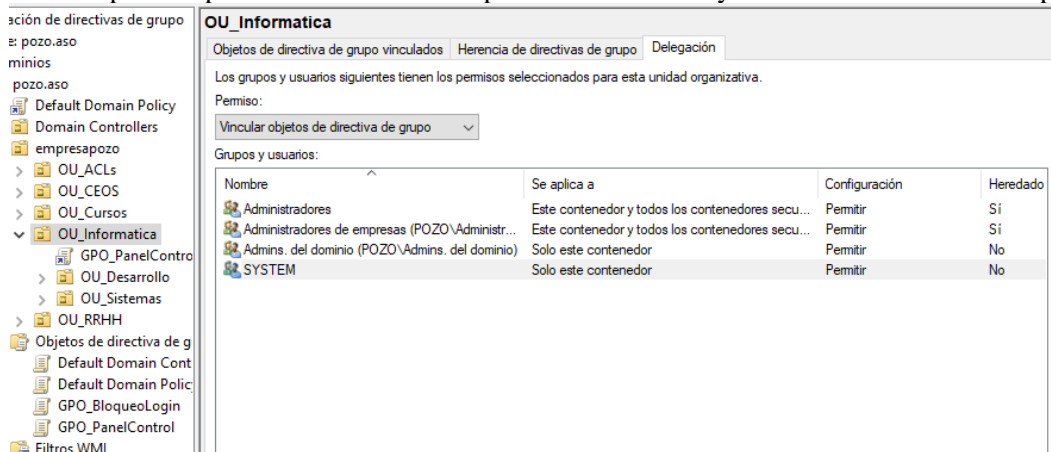 ación de directivas de grupo
e: pozo.aso
minios
pozo.aso
Default Domain Policy
Domain Controllers
empresapozo
OU_ACLs
OU_CEOS
OU_Cursos
OU_Informatica
GPO_PanelContro
OU_Desarrollo
OU_Sistemas
OU_RRHH
Objetos de directiva de g
Default Domain Cont
Default Domain Polic
GPO_BloqueoLogin
GPO_PanelControl
Filtros WMI
OU_Informatica
Objetos de directiva de grupo vinculados Herencia de directivas de grupo Delegación
Los grupos y usuarios siguientes tienen los permisos seleccionados para esta unidad organizativa.
Permiso:
Vincular objetos de directiva de grupo
Grupos y usuarios:
Nombre Se aplica a Configuración Heredado
Administradores Este contenedor y todos los contenedores secu... Permitir Sí
Administradores de empresas (POZO\Administr... Este contenedor y todos los contenedores secu... Permitir Sí
Admins. del dominio (POZO\Admins. del dominio) Solo este contenedor Permitir No
SYSTEM Solo este contenedor Permitir No